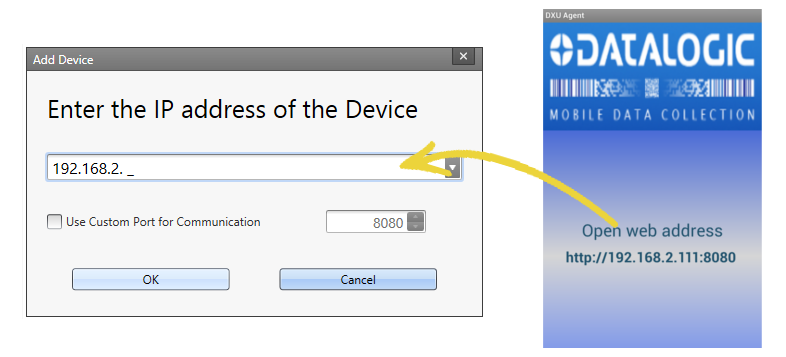 Add Device
Enter the IP address of the Device
192.168.2. _
Use Custom Port for Communication
8080
OK
Cancel
DXU Agent
DATALOGIC
MOBILE DATA COLLECTION
Open web address
http://192.168.2.111:8080